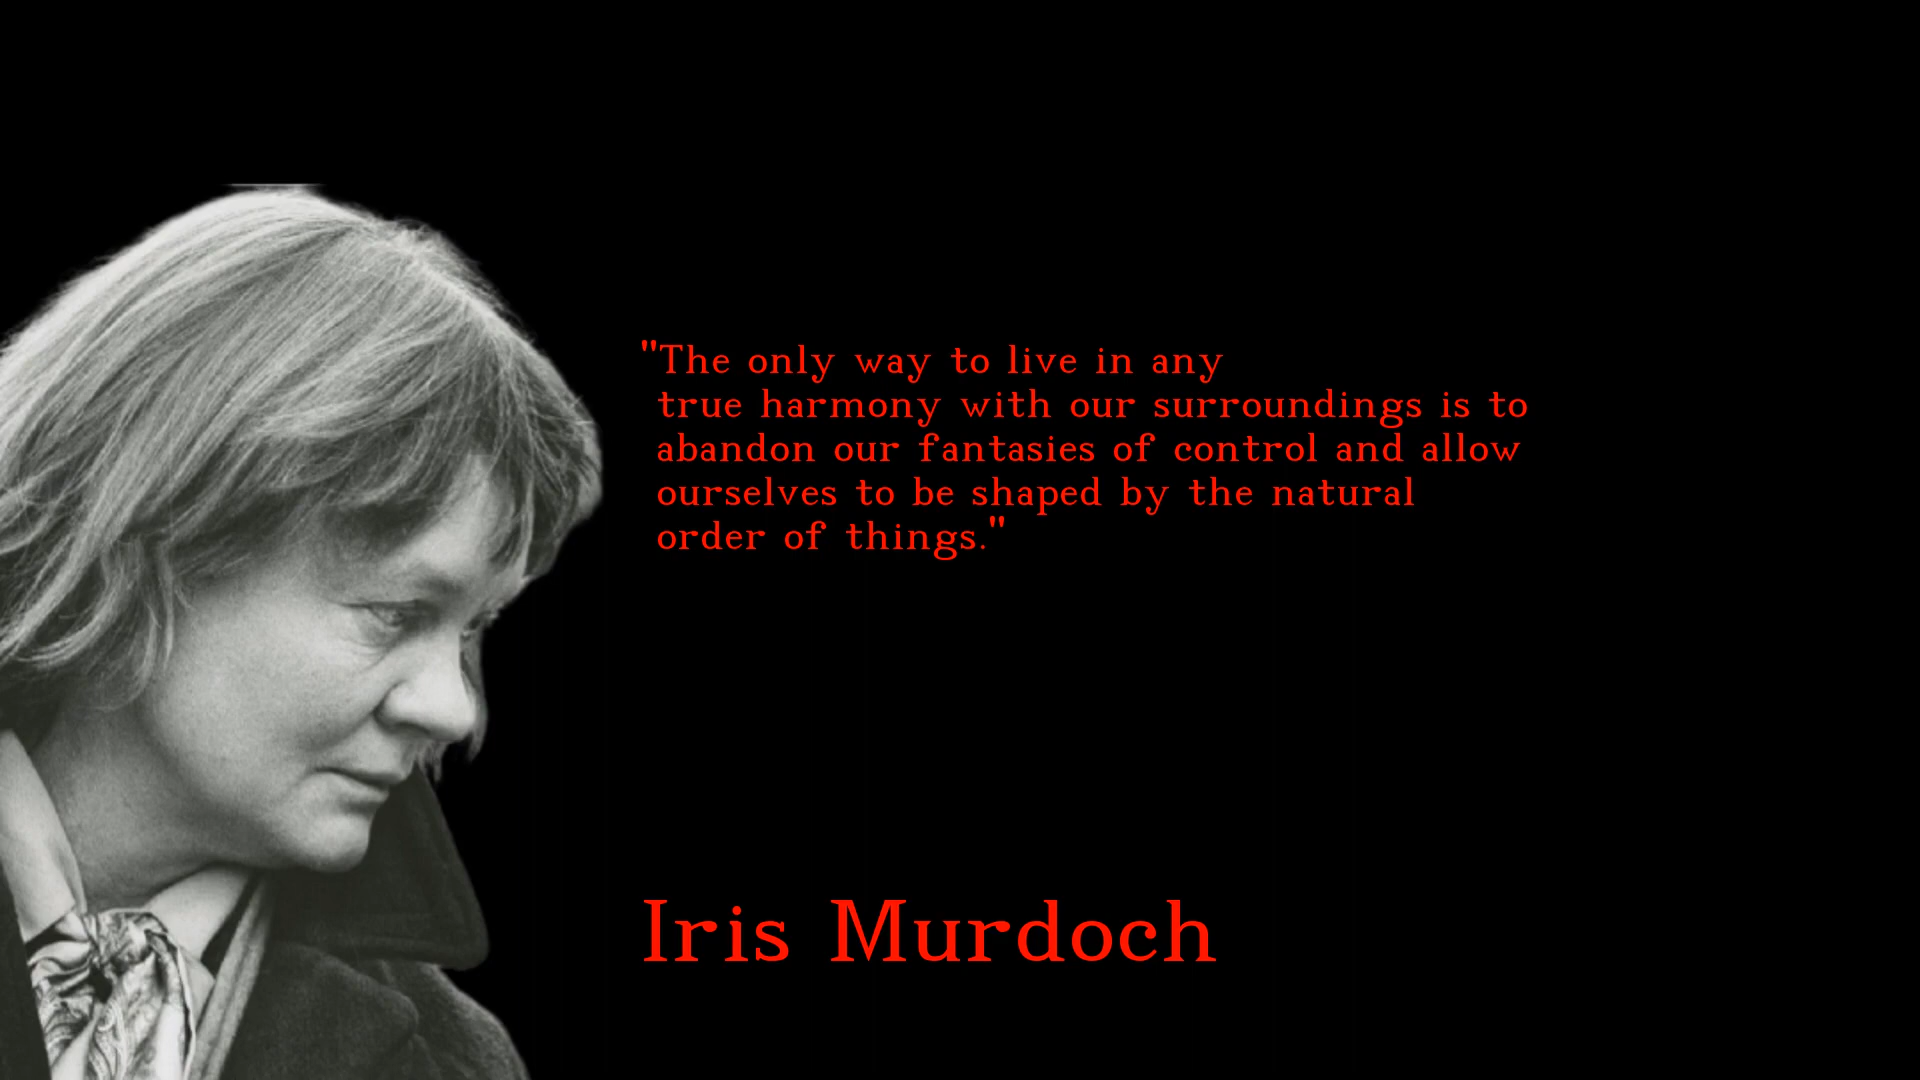 "The only way to live in any
true harmony with our surroundings is to
abandon our fantasies of control and allow
ourselves to be shaped by the natural
order of things."
Iris Murdoch